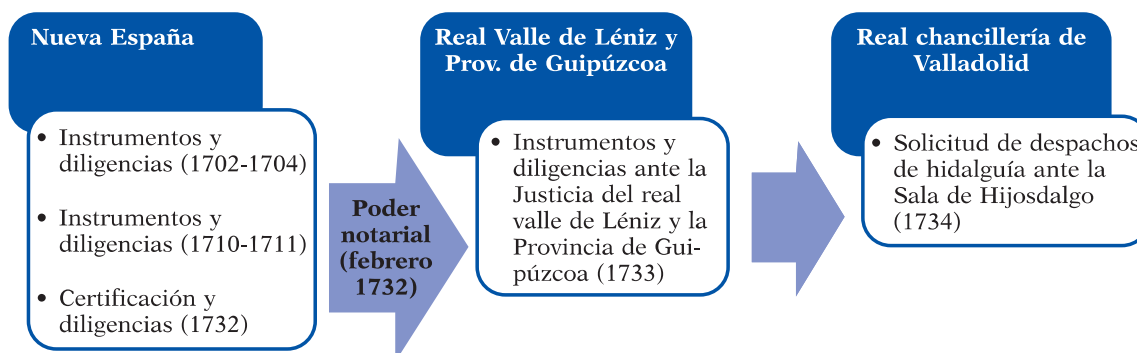 Nueva España
• Instrumentos y
diligencias (1702-1704)
• Instrumentos y
diligencias (1710-1711)
• Certificación y
diligencias (1732)
Poder
notarial
(febrero
1732)
Real Valle de Léniz y
Prov. de Guipúzcoa
• Instrumentos y
diligencias ante la
Justicia del real
valle de Léniz y la
Provincia de Gui-
púzcoa (1733)
Real chancillería de
Valladolid
• Solicitud de despachos
de hidalguía ante la
Sala de Hijosdalgo
(1734)